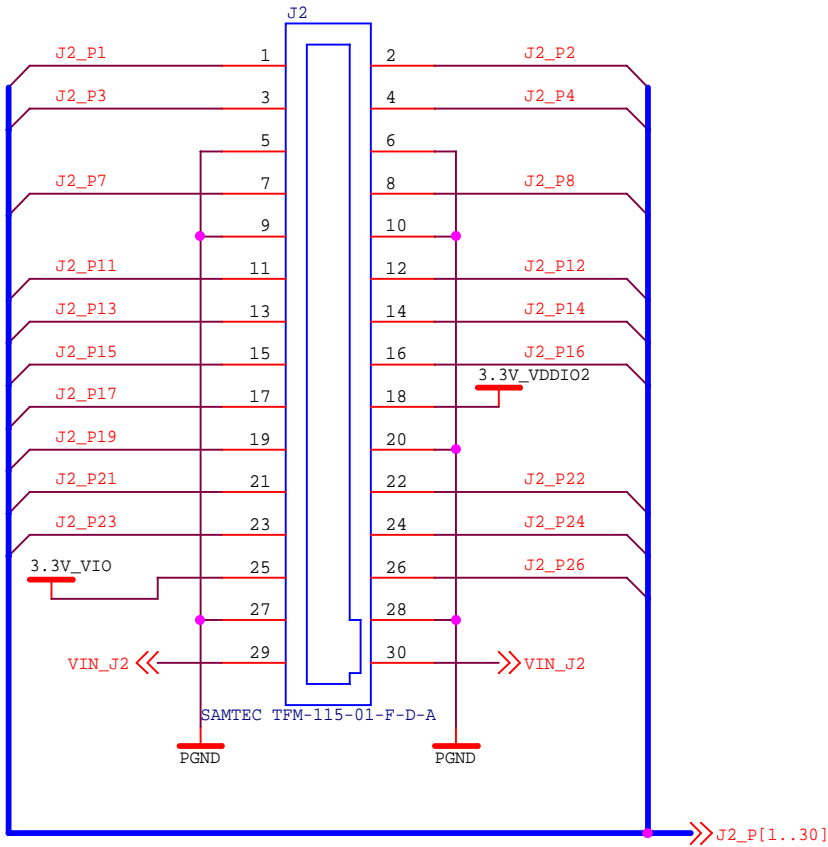 J2
J2_P1 1 2 J2_P2
J2_P3 3 4 J2_P4
5 6
J2_P7 7 8 J2_P8
9 10
J2_P11 11 12 J2_P12
J2_P13 13 14 J2_P14
J2_P15 15 16 J2_P16
3.3V_VDDIO2
J2_P17 17 18
J2_P19 19 20
J2_P21 21 22 J2_P22
J2_P23 23 24 J2_P24
3.3V_VIO 25 26 J2_P26
27 28
VIN_J2 29 30 VIN_J2
SAMTEC TFM-115-01-F-D-A
PGND PGND
J2_P[1..30]